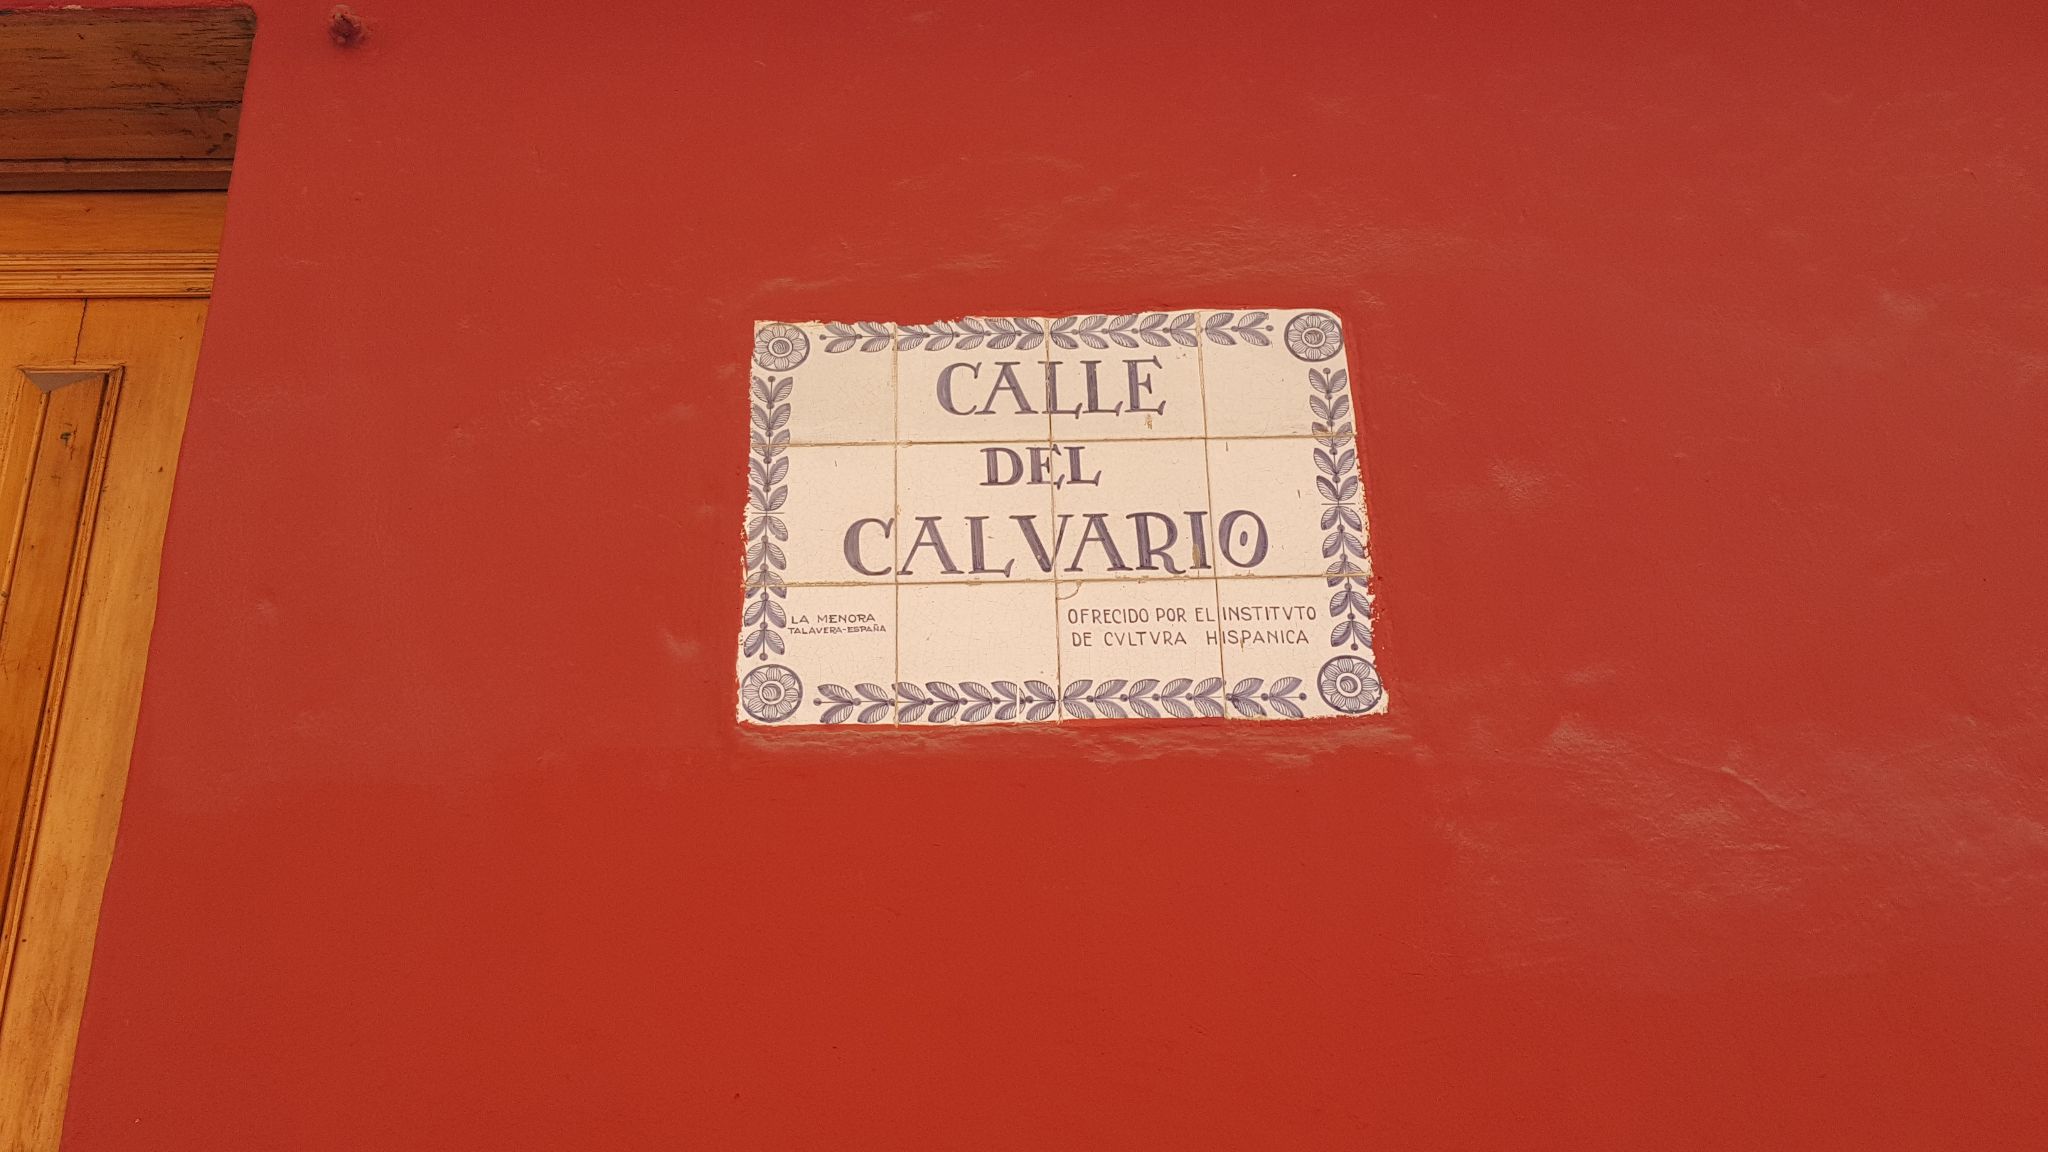 CALLE
DEL
CALVARIO
LA MENORA
TALAVERA-ESPAÑA
OFRECIDO POR EL INSTITVTO
DE CVLTVRA HISPANICA